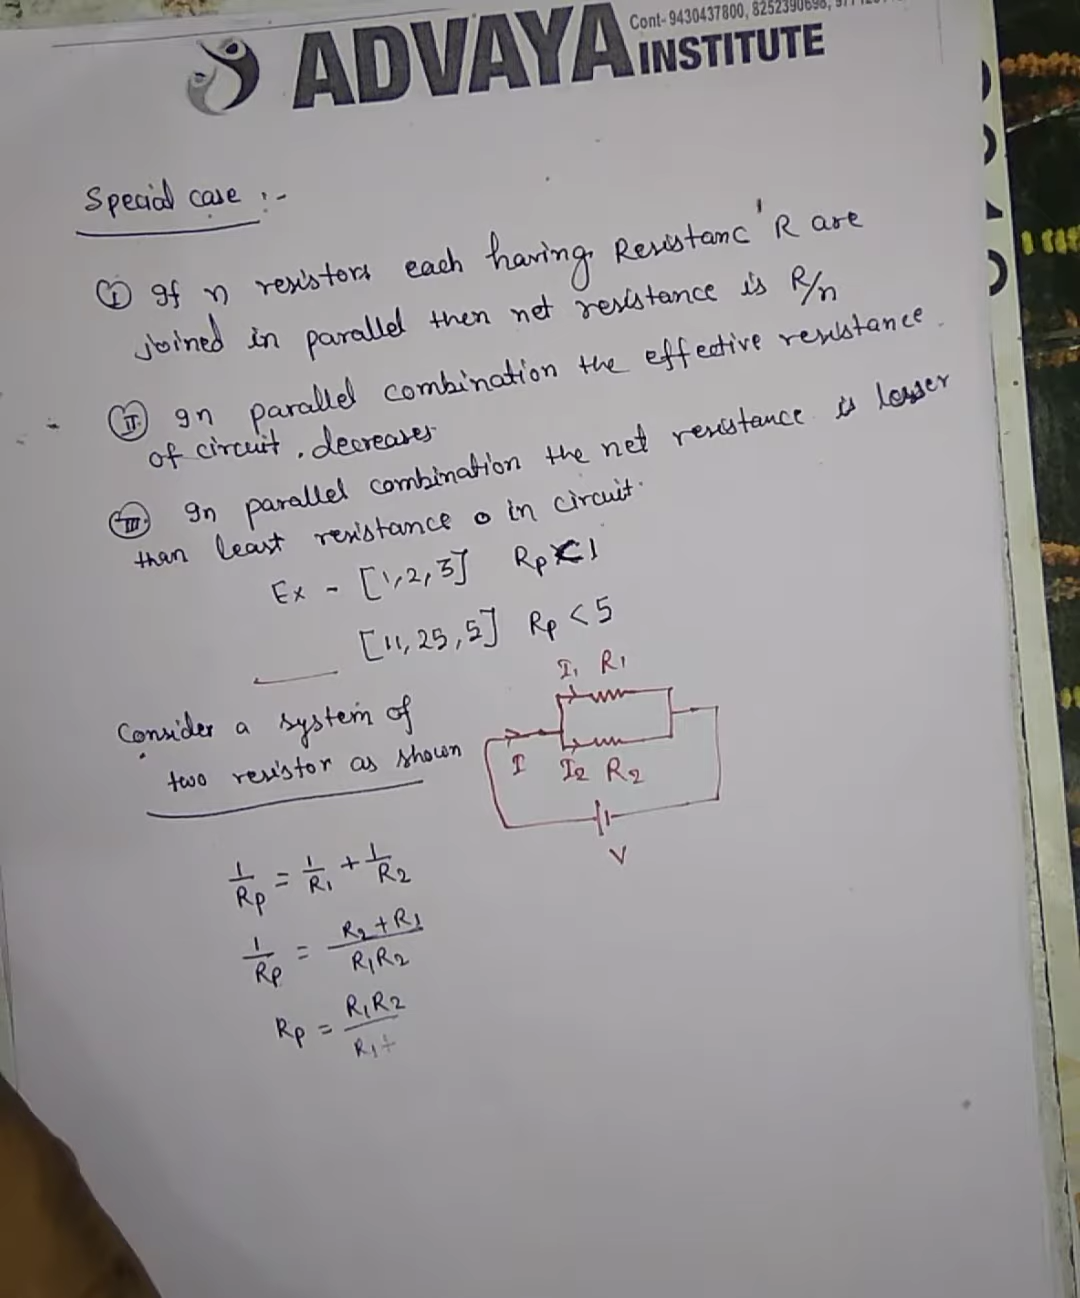 Cont- 9430437800, 8252390698,
ADVAYA INSTITUTE
Special case :-
(I) If n resistors each having Resistanc 'R are
joined in parallel then net resistance is R/n
(II) In parallel combination the effective resistance
of circuit . decreases
(III) In parallel combination the net resistance is lesser
than least resistance in circuit.
Ex - [1,2,3] Rp < 1
[11, 25, 5] Rp < 5
Consider a system of
two resistor as shown
I₁ R₁
I I₂ R₂
V
1/Rp = 1/R₁ + 1/R₂
1/Rp = (R₂ + R₁)/(R₁R₂)
Rp = R₁R₂/(R₁ +